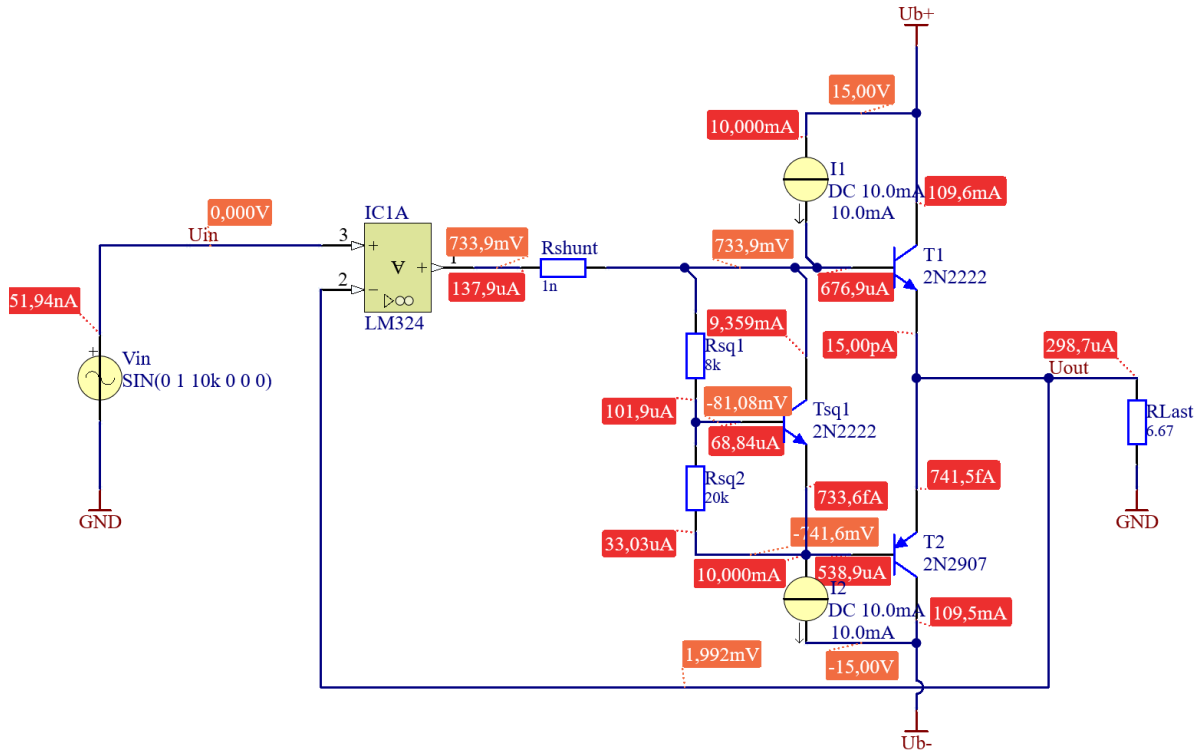 Ub+
15,00V
10,000mA
I1
DC 10.0mA
10.0mA
109,6mA
0,000V
Uin
IC1A
3
+
733,9mV
1
Rshunt
733,9mV
T1
2N2222
A
+
2
−
▷∞
137,9uA
1n
676,9uA
LM324
51,94nA
9,359mA
15,00pA
298,7uA
Rsq1
8k
Uout
+
Vin
SIN(0 1 10k 0 0 0)
-81,08mV
101,9uA
Tsq1
2N2222
68,84uA
RLast
6.67
Rsq2
20k
733,6fA
741,5fA
GND
GND
-741,6mV
33,03uA
T2
2N2907
10,000mA
538,9uA
I2
DC 10.0mA
10.0mA
109,5mA
1,992mV
-15,00V
Ub-